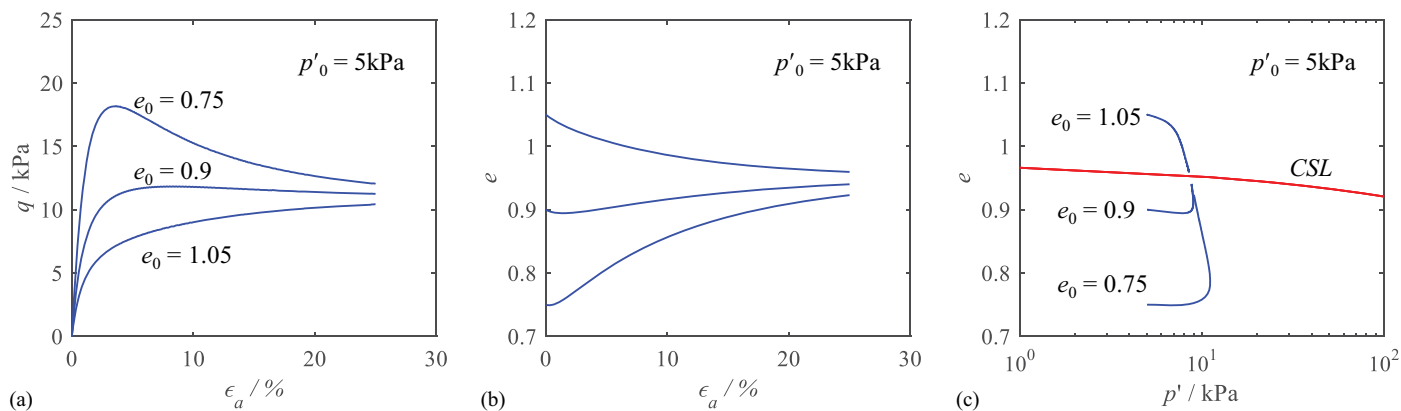 25
20
15
10
5
0
0
10
20
30
q / kPa
ϵa / %
p′0 = 5kPa
e0 = 0.75
e0 = 0.9
e0 = 1.05
(a)
1.2
1.1
1
0.9
0.8
0.7
0
10
20
30
e
ϵa / %
p′0 = 5kPa
(b)
1.2
1.1
1
0.9
0.8
0.7
10^0
10^1
10^2
e
p' / kPa
p′0 = 5kPa
e0 = 1.05
CSL
e0 = 0.9
e0 = 0.75
(c)